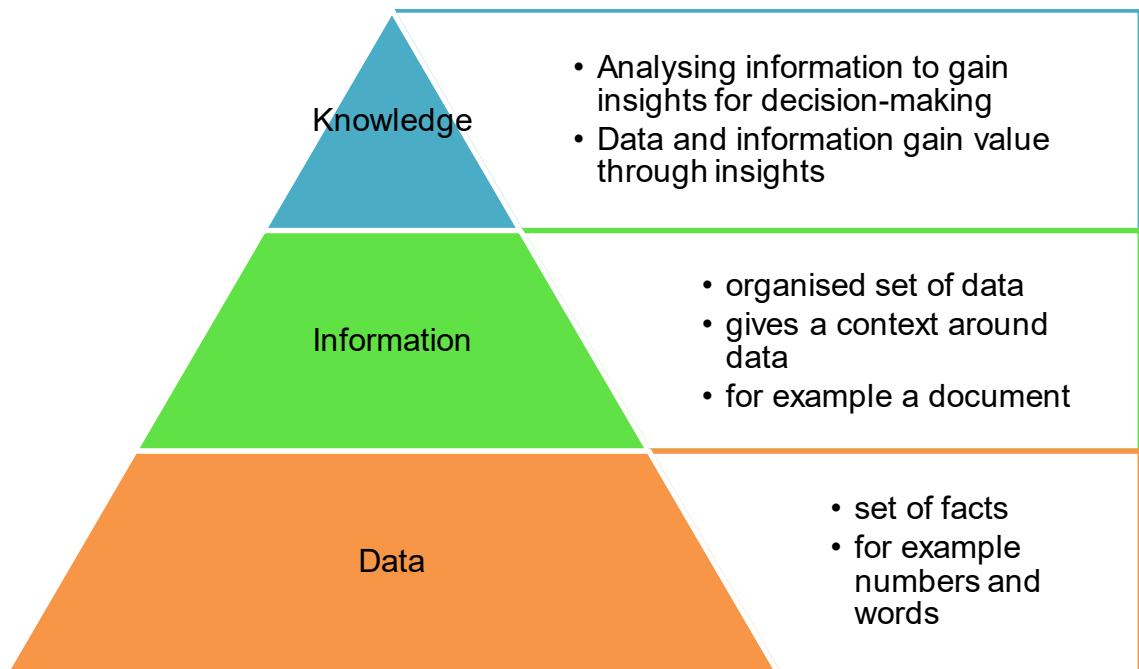 Knowledge
• Analysing information to gain
insights for decision-making
• Data and information gain value
through insights
Information
• organised set of data
• gives a context around
data
• for example a document
Data
• set of facts
• for example
numbers and
words